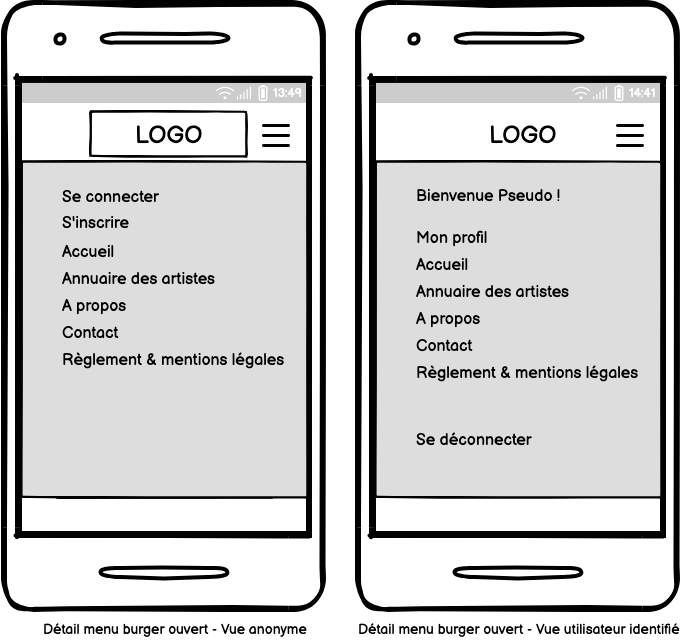 13:49
LOGO
Se connecter
S'inscrire
Accueil
Annuaire des artistes
A propos
Contact
Règlement & mentions légales
Détail menu burger ouvert - Vue anonyme
14:41
LOGO
Bienvenue Pseudo !
Mon profil
Accueil
Annuaire des artistes
A propos
Contact
Règlement & mentions légales
Se déconnecter
Détail menu burger ouvert - Vue utilisateur identifié